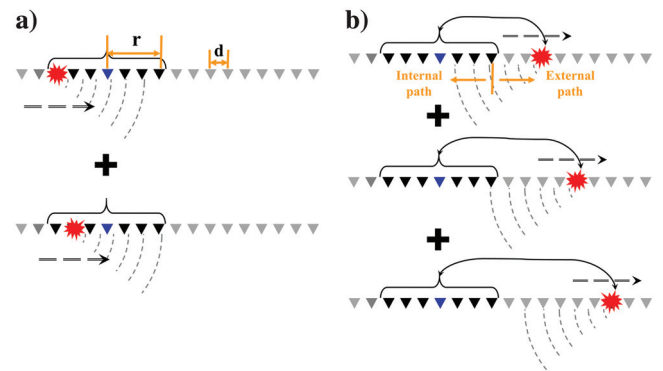 a)
r
d
+
b)
Internal path
External path
+
+